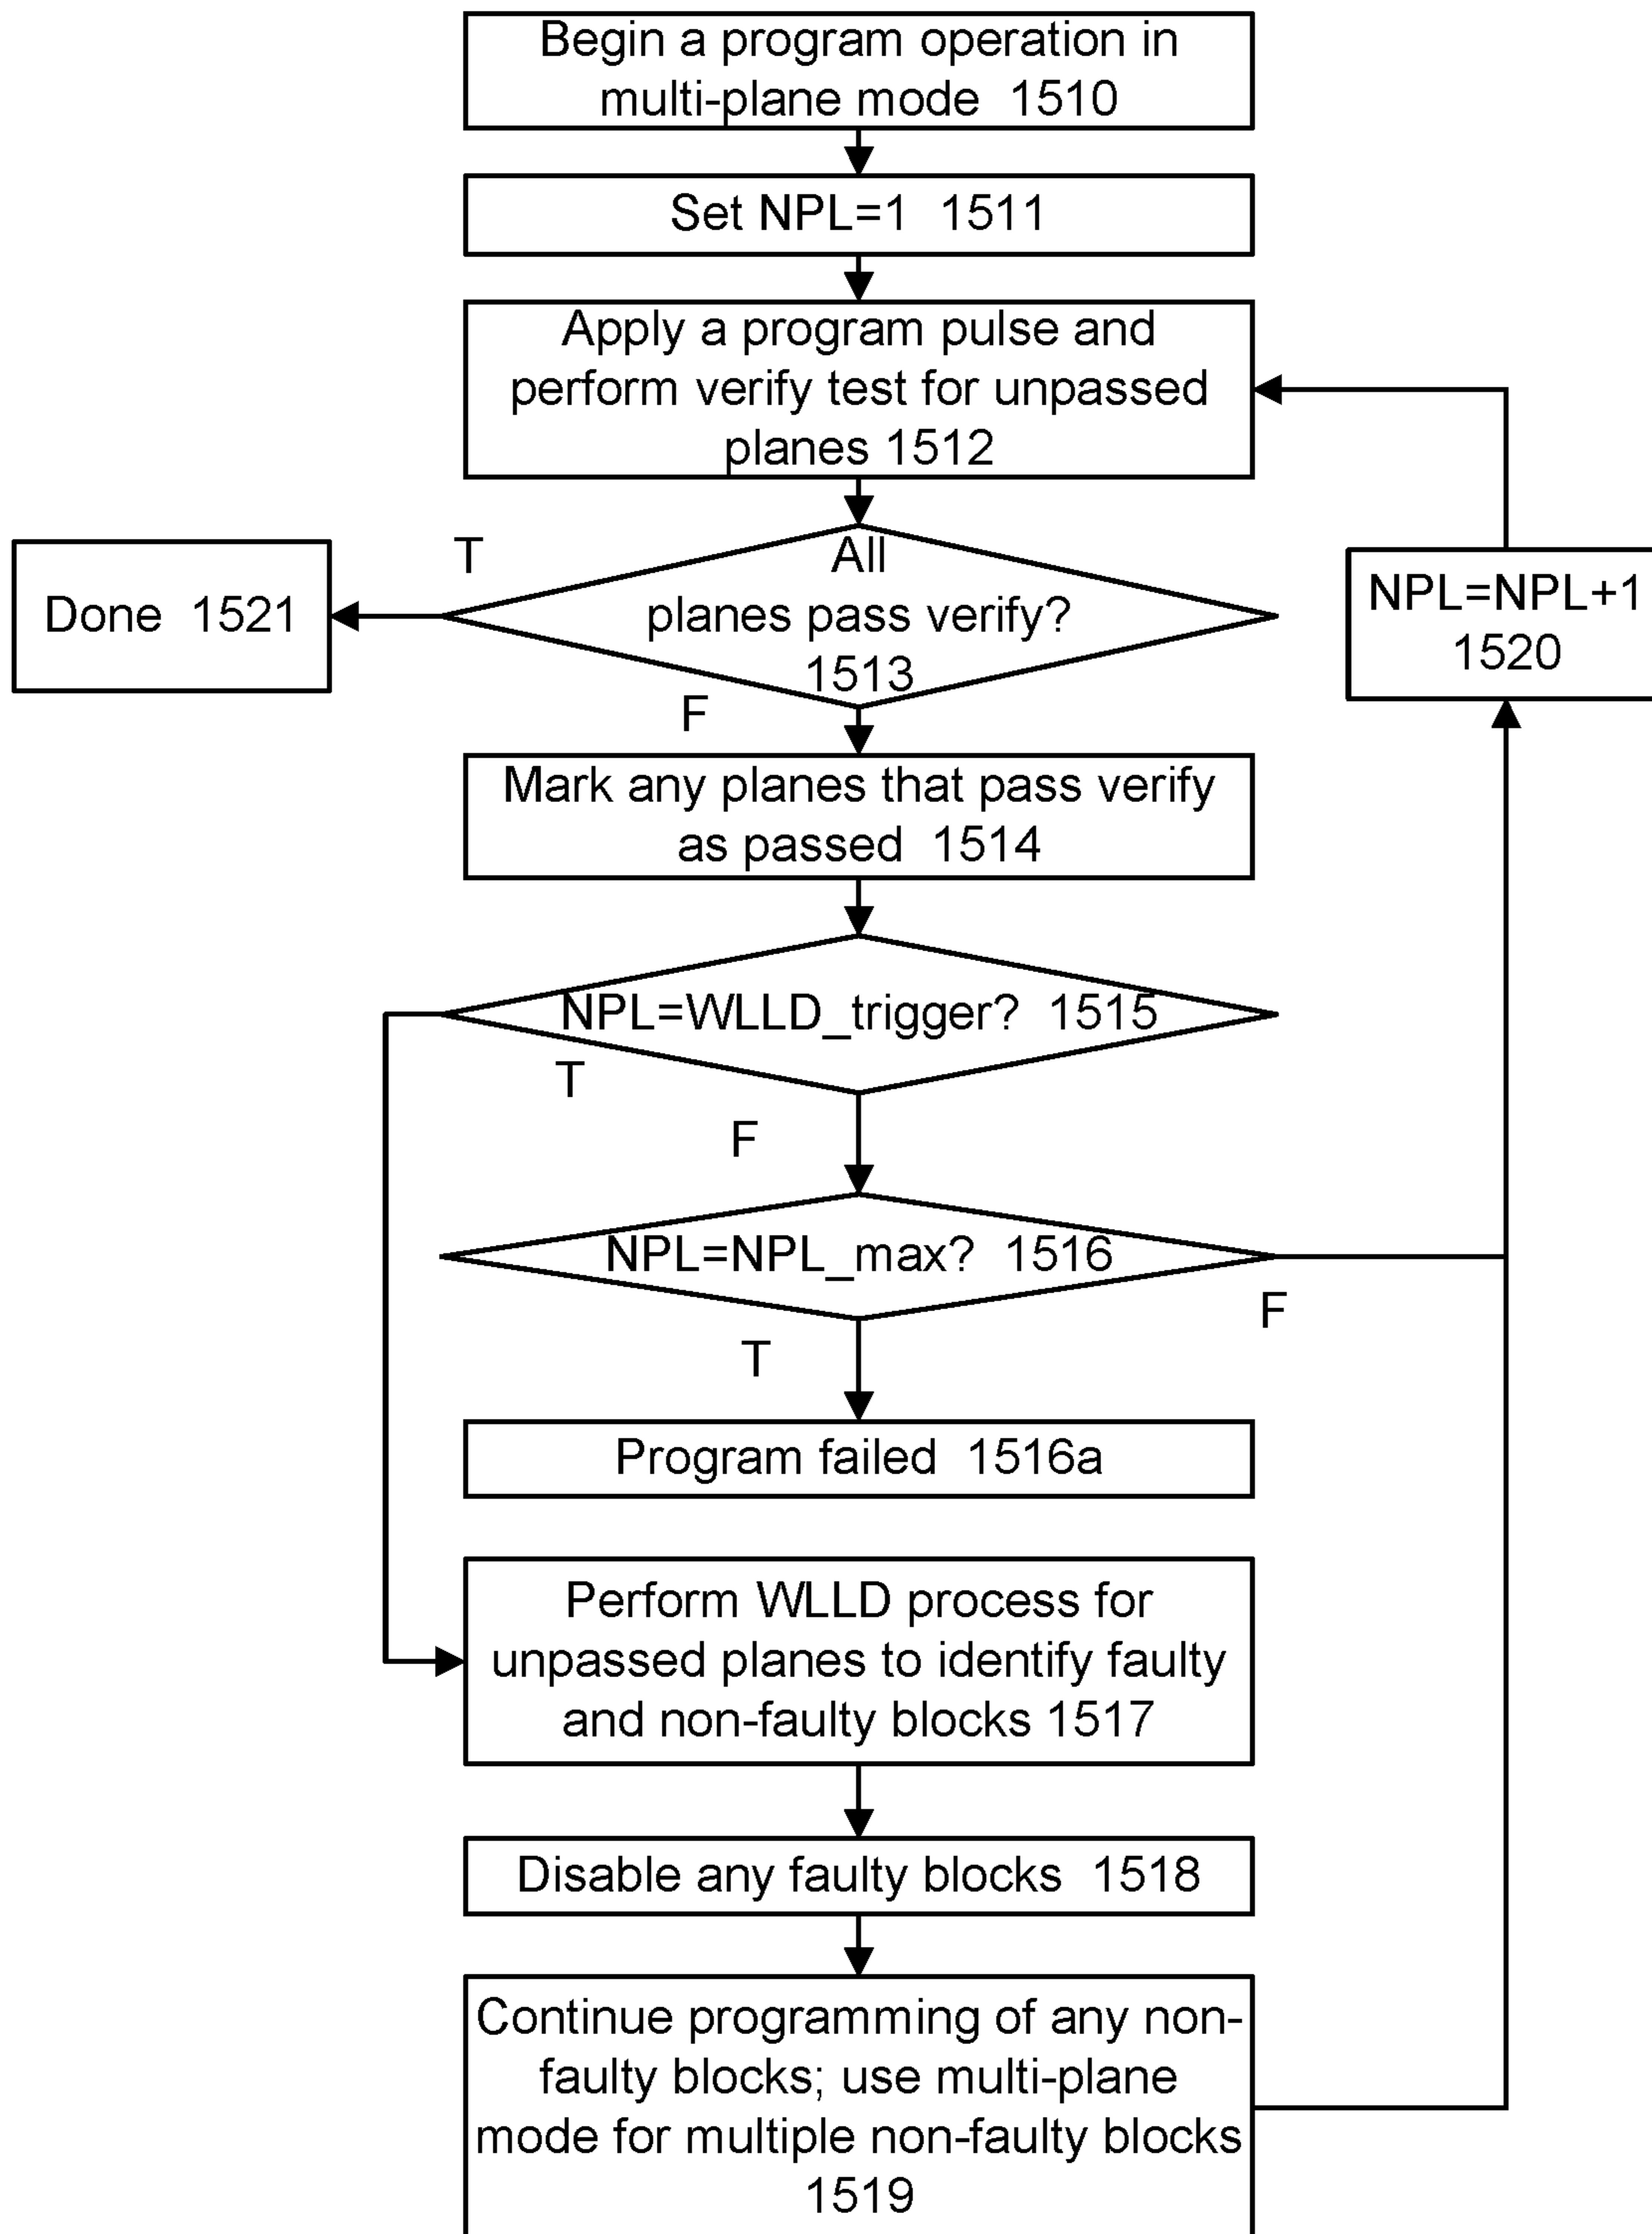 Begin a program operation in
multi-plane mode 1510
Set NPL=1 1511
Apply a program pulse and
perform verify test for unpassed
planes 1512
T
All
planes pass verify?
1513
Done 1521
NPL=NPL+1
1520
F
Mark any planes that pass verify
as passed 1514
NPL=WLLD_trigger? 1515
T
F
NPL=NPL_max? 1516
F
T
Program failed 1516a
Perform WLLD process for
unpassed planes to identify faulty
and non-faulty blocks 1517
Disable any faulty blocks 1518
Continue programming of any non-
faulty blocks; use multi-plane
mode for multiple non-faulty blocks
1519